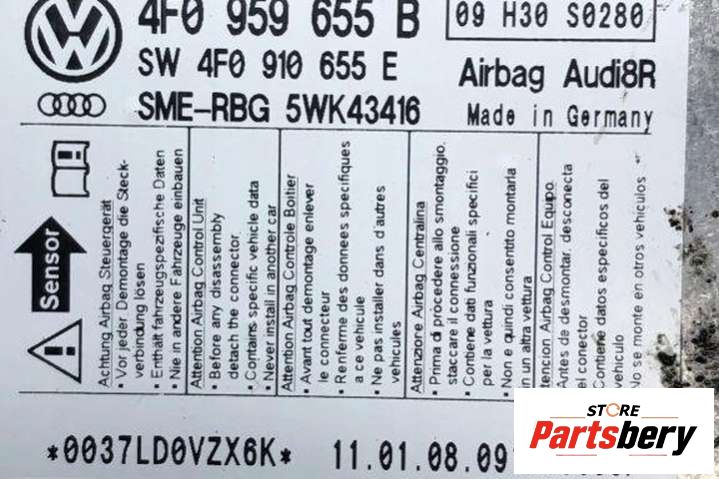 4F0 959 655 B
09 H30 S0280
SW 4F0 910 655 E
Airbag Audi8R
SME-RBG 5WK43416
Made in Germany
Sensor
Achtung Airbag Steuergerät
• Vor jeder Demontage die Steck-
verbindung lösen
• Enthält fahrzeugspezifische Daten
• Nie in andere Fahrzeuge einbauen
Attention Airbag Control Unit
• Before any disassembly
detach the connector
• Contains specific vehicle data
• Never install in another car
Attention Airbag Controle Boitier
• Avant tout demontage enlever
le connecteur
• Renferme des donnees specifiques
a ce vehicule
• Ne pas installer dans d'autres
vehicules
Attenzione Airbag Centralina
• Prima di procedere allo smontaggio,
staccare il connessione
• Contiene dati funzionali specifici
per la vettura
• Non e quindi consentito montarla
in un altra vettura
tencion Airbag Control Equipo
Antes de desmontar, desconecta
el conector
Contiene datos especificos del
vehiculo
No se monte en otros vehiculos
*0037LD0VZX6K*
11.01.08.09
STORE
Partsbery